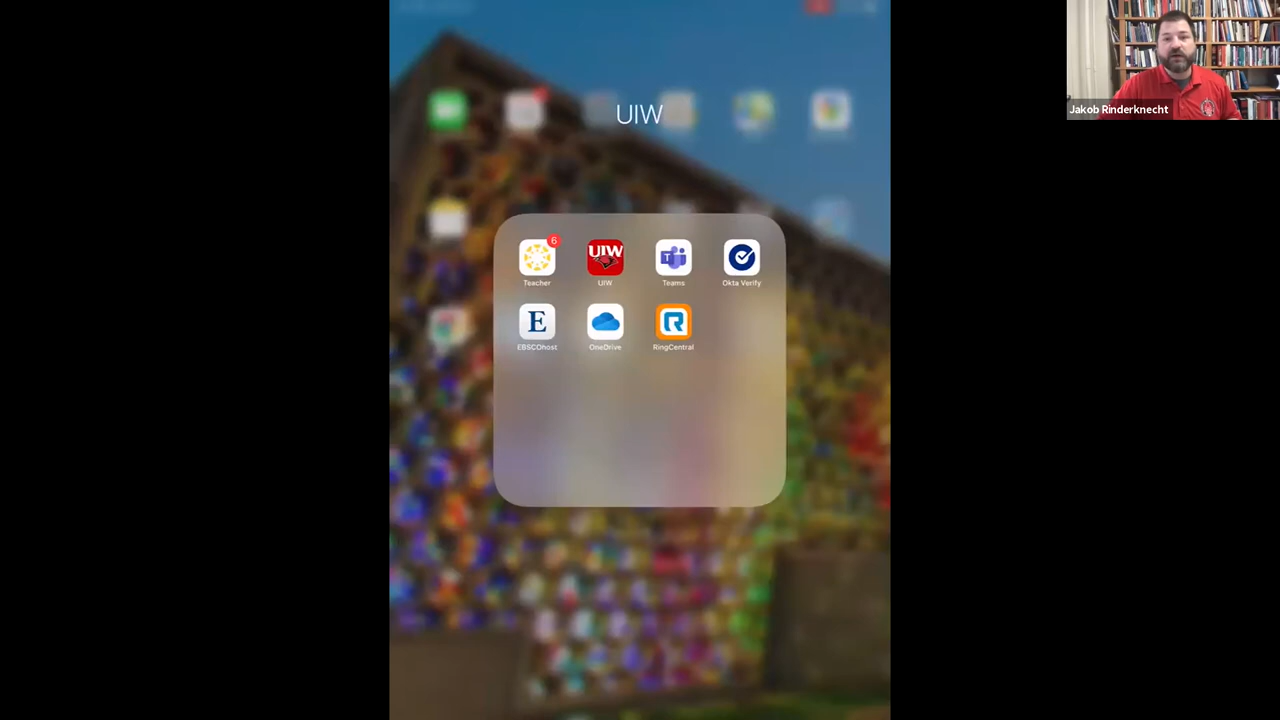 UIW
Jakob Rinderknecht
6
UIW
T
Teacher
UIW
Teams
Okta Verify
E
R
EBSCOhost
OneDrive
RingCentral